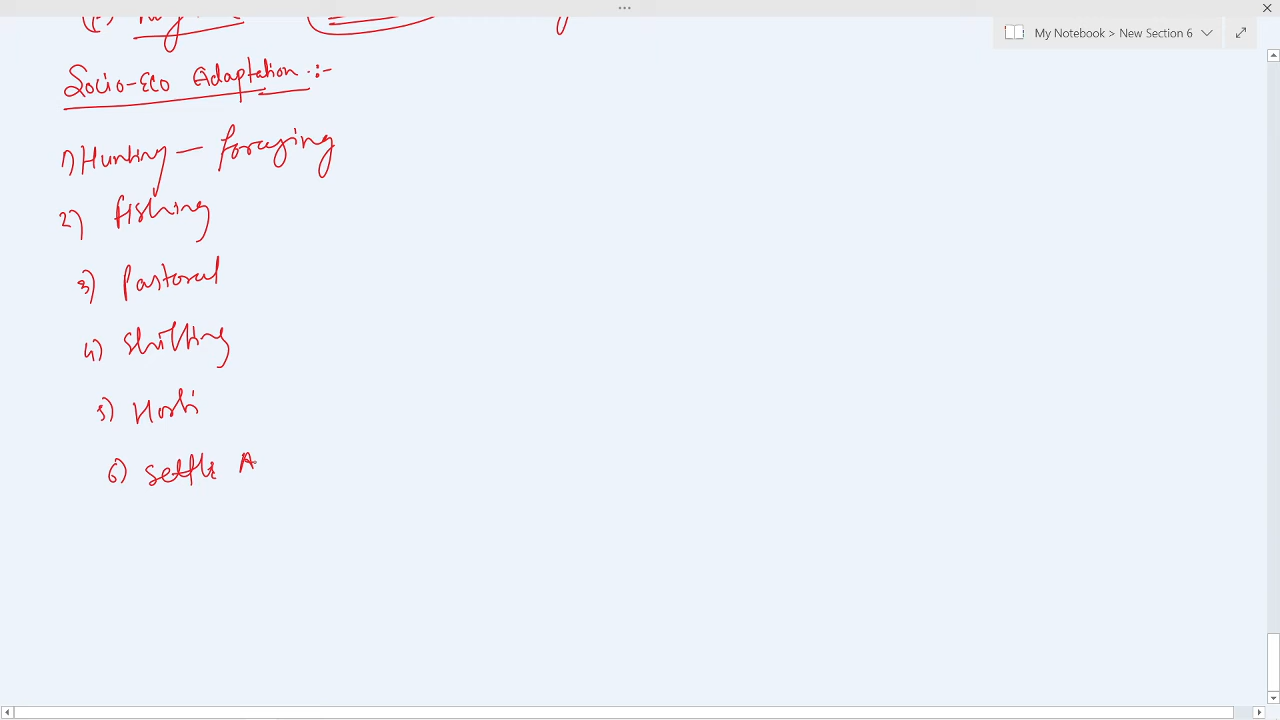 My Notebook > New Section 6
Socio-Eco Adaptation :-
1) Hunting — foraging
2) fishing
3) Pastoral
4) Shifting
5) Horti
6) Settle A